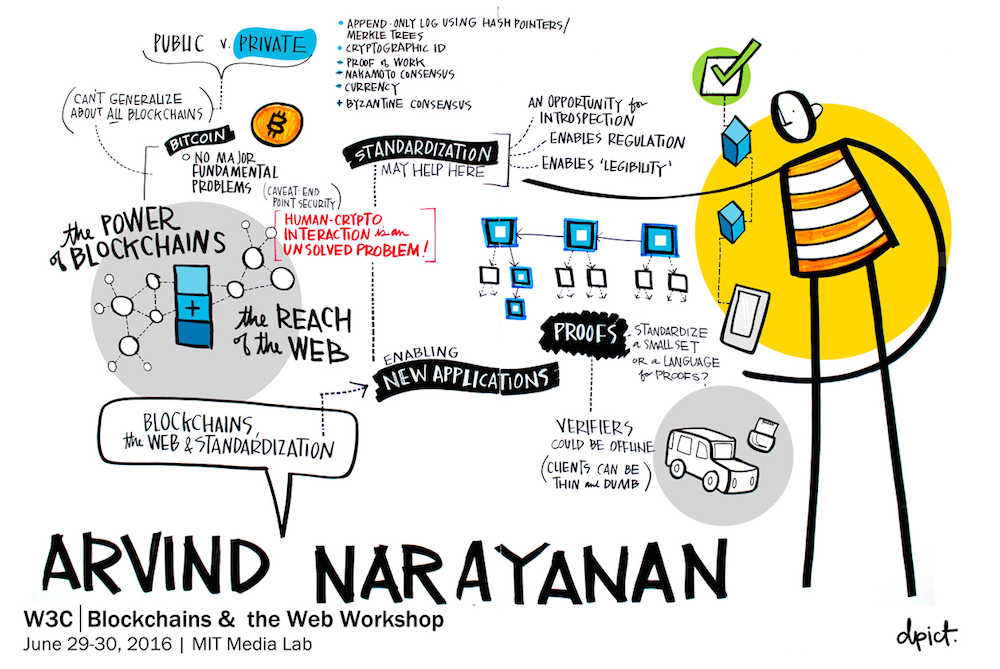 PUBLIC v. PRIVATE
• APPEND-ONLY LOG USING HASH POINTERS/
MERKLE TREES
• CRYPTOGRAPHIC ID
• PROOF of WORK
• NAKAMOTO CONSENSUS
• CURRENCY
+ BYZANTINE CONSENSUS
(CAN'T GENERALIZE
ABOUT ALL BLOCKCHAINS)
BITCOIN
NO MAJOR
FUNDAMENTAL
PROBLEMS
(CAVEAT: END
POINT SECURITY)
[HUMAN-CRYPTO
INTERACTION is an
UNSOLVED PROBLEM!]
STANDARDIZATION
MAY HELP HERE
AN OPPORTUNITY for
INTROSPECTION
ENABLES REGULATION
ENABLES 'LEGIBILITY'
the POWER
of BLOCKCHAINS
+
the REACH
of the WEB
PROOFS
STANDARDIZE
A SMALL SET
OR a LANGUAGE
for PROOFS?
ENABLING
NEW APPLICATIONS
VERIFIERS
COULD BE OFFLINE
(CLIENTS CAN BE
THIN and DUMB)
BLOCKCHAINS,
the WEB & STANDARDIZATION
ARVIND NARAYANAN
W3C | Blockchains & the Web Workshop
June 29-30, 2016 | MIT Media Lab
dpict.